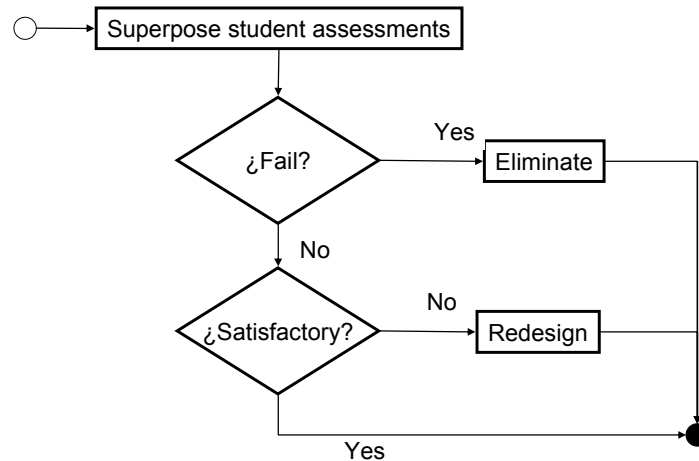 Superpose student assessments
Yes
¿Fail?
Eliminate
No
No
¿Satisfactory?
Redesign
Yes